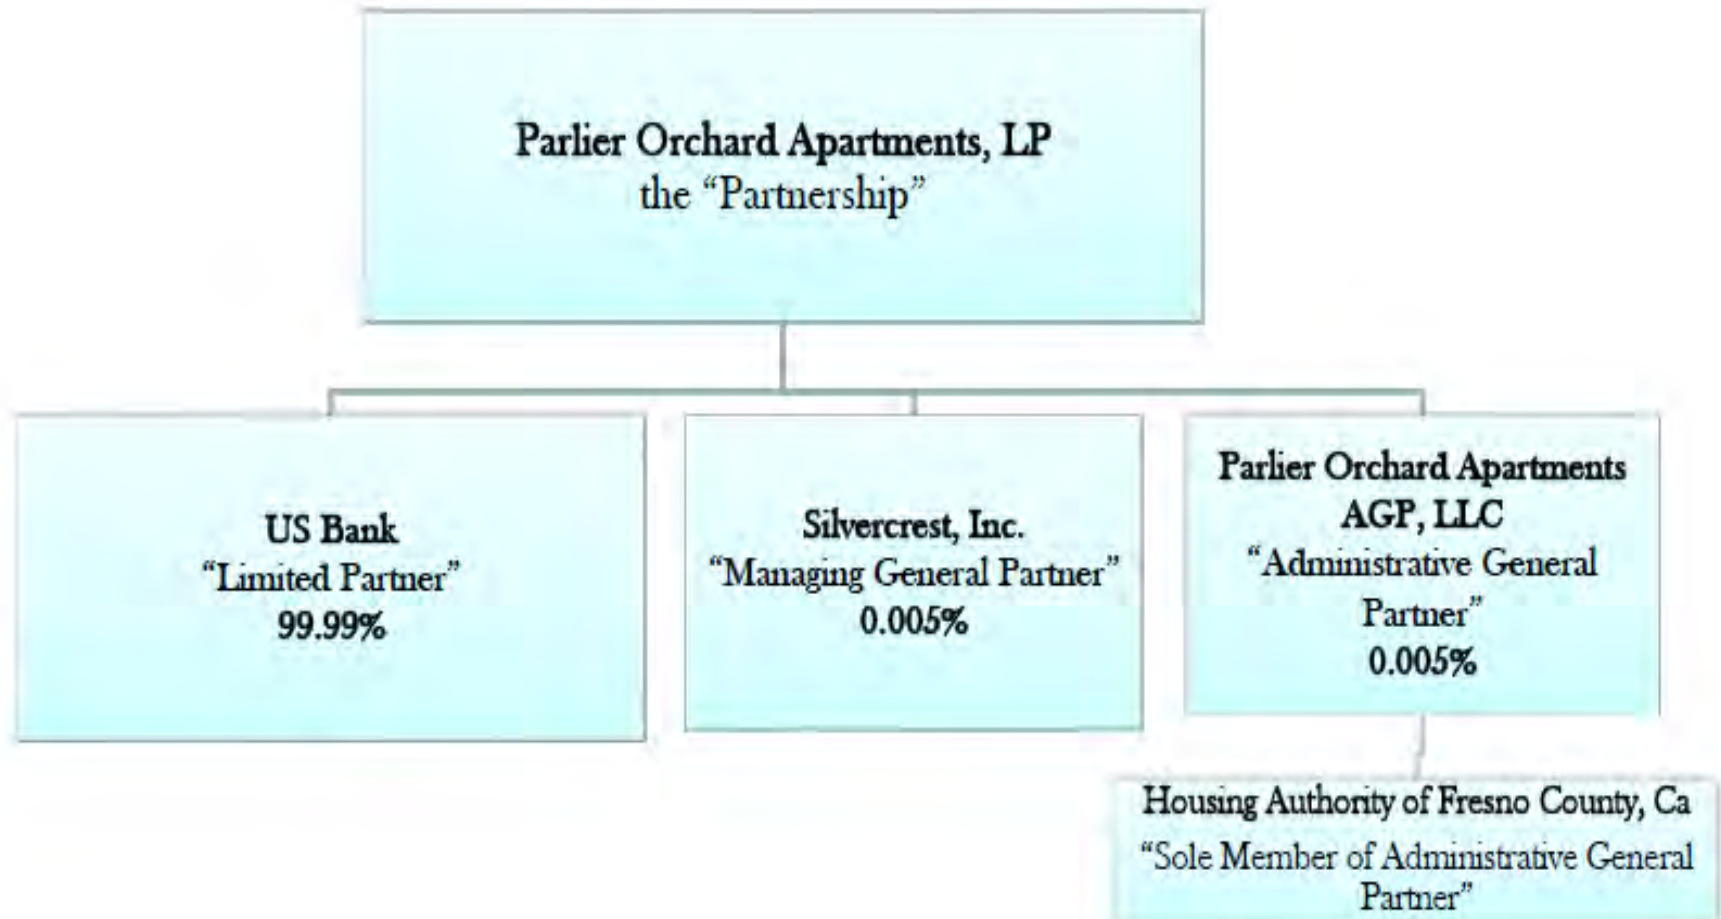 Parlier Orchard Apartments, LP
the “Partnership”
US Bank
“Limited Partner”
99.99%
Silvercrest, Inc.
“Managing General Partner”
0.005%
Parlier Orchard Apartments
AGP, LLC
“Administrative General
Partner”
0.005%
Housing Authority of Fresno County, Ca
“Sole Member of Administrative General
Partner”